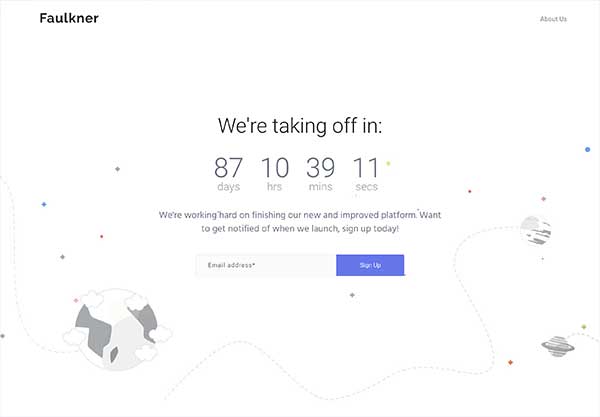 Faulkner
About Us
We're taking off in:
87 10 39 11
days hrs mins secs
We're working hard on finishing our new and improved platform. Want
to get notified of when we launch, sign up today!
Email address*
Sign Up